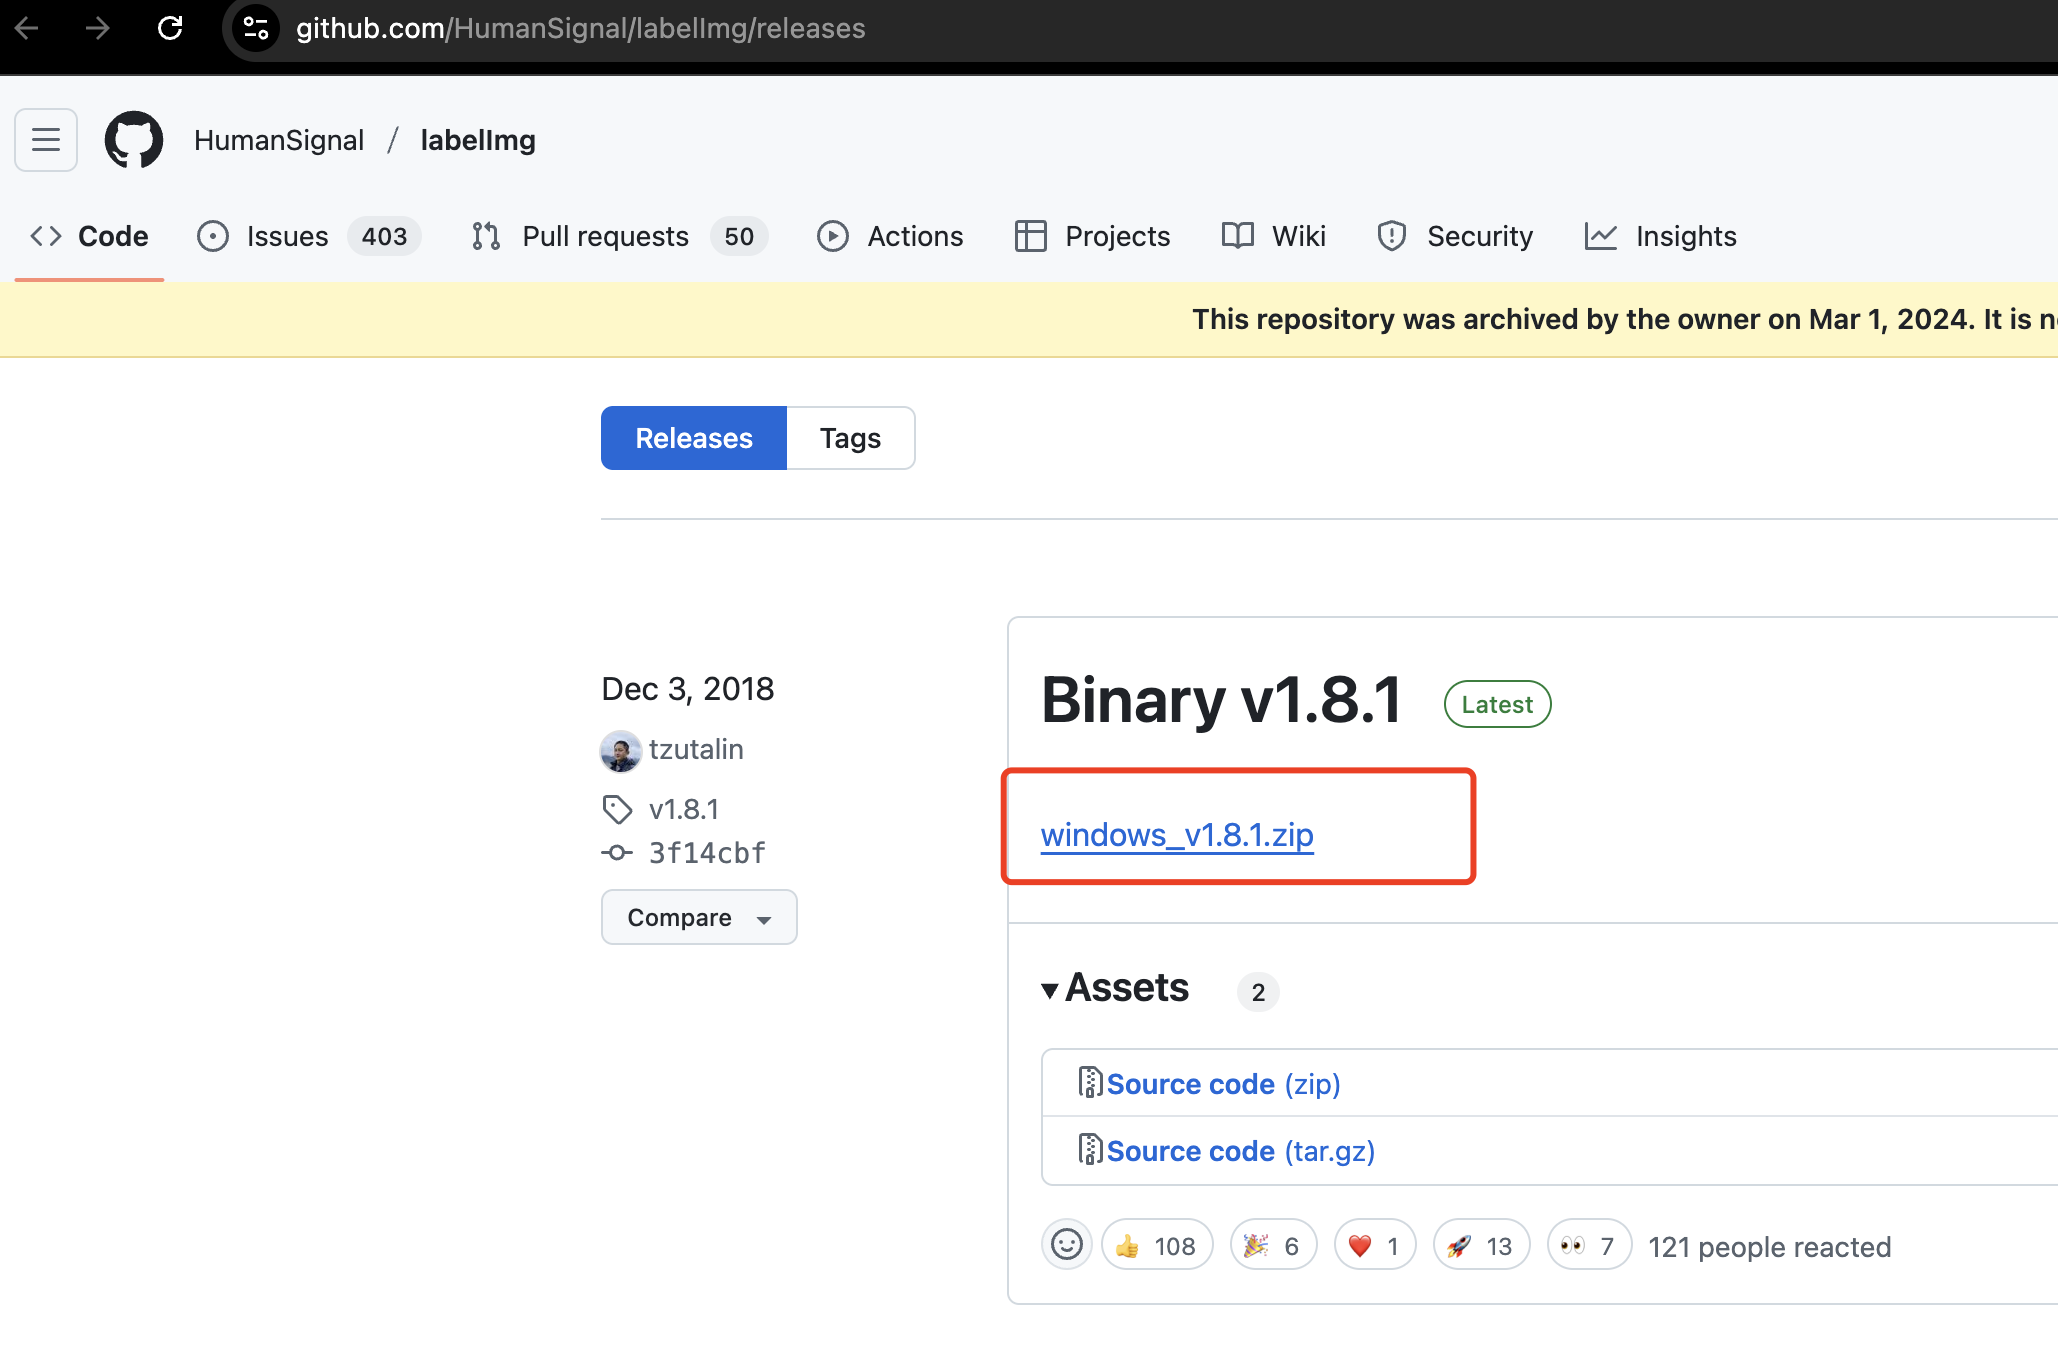 github.com/HumanSignal/labelImg/releases
HumanSignal / labelImg
Code Issues 403 Pull requests 50 Actions Projects Wiki Security Insights
This repository was archived by the owner on Mar 1, 2024. It is
Releases Tags
Dec 3, 2018
tzutalin
v1.8.1
3f14cbf
Compare
Binary v1.8.1 Latest
windows_v1.8.1.zip
Assets 2
Source code (zip)
Source code (tar.gz)
108 6 1 13 7 121 people reacted